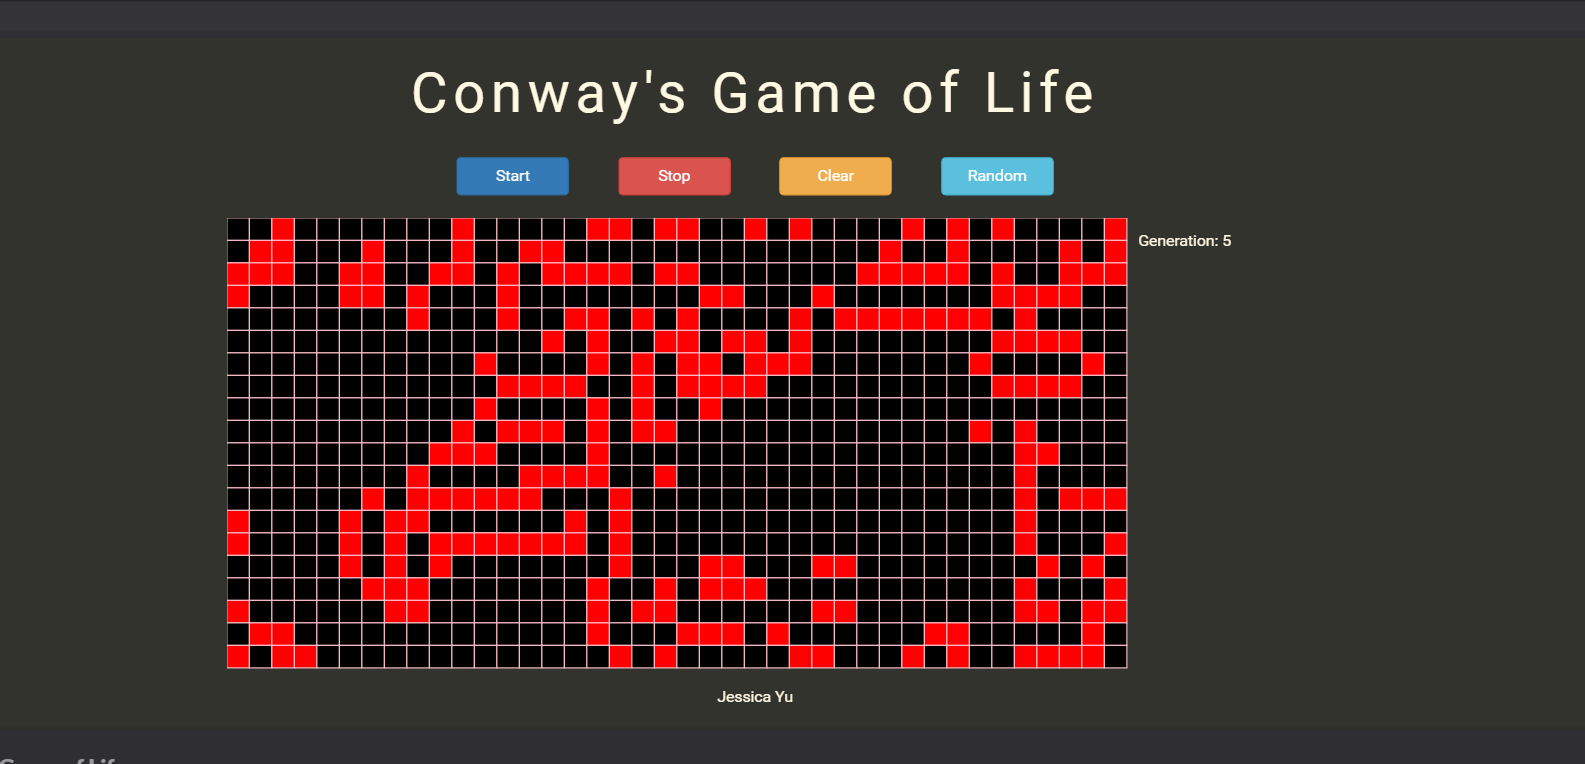 Conway's Game of Life
Start
Stop
Clear
Random
Generation: 5
Jessica Yu